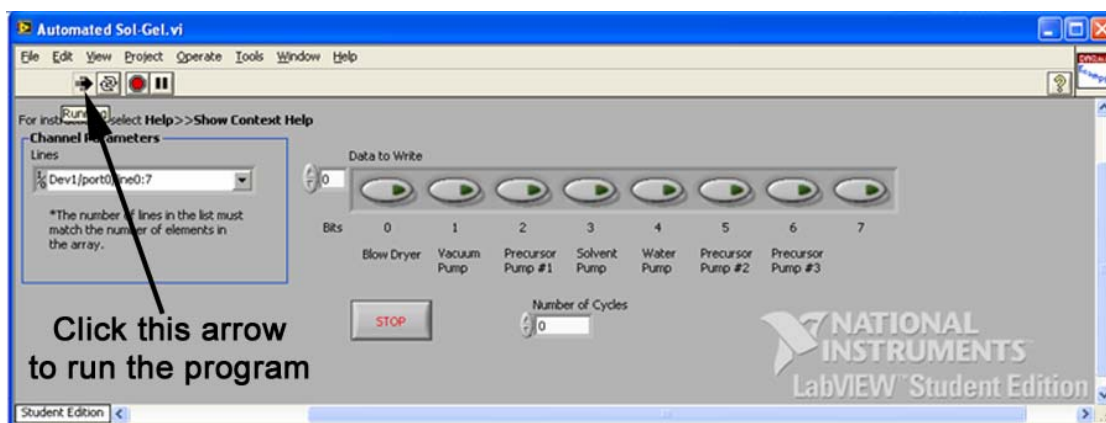 Automated Sol-Gel.vi
File Edit View Project Operate Tools Window Help
Running
For select Help>>Show Context Help
Channel Parameters
Lines
Dev1/port0/line0:7
*The number of lines in the list must
match the number of elements in
the array.
Data to Write
0
Bits 0 1 2 3 4 5 6 7
Blow Dryer Vacuum Pump Precursor Pump #1 Solvent Pump Water Pump Precursor Pump #2 Precursor Pump #3
STOP
Number of Cycles
0
Click this arrow
to run the program
NATIONAL
INSTRUMENTS
LabVIEW™ Student Edition
Student Edition